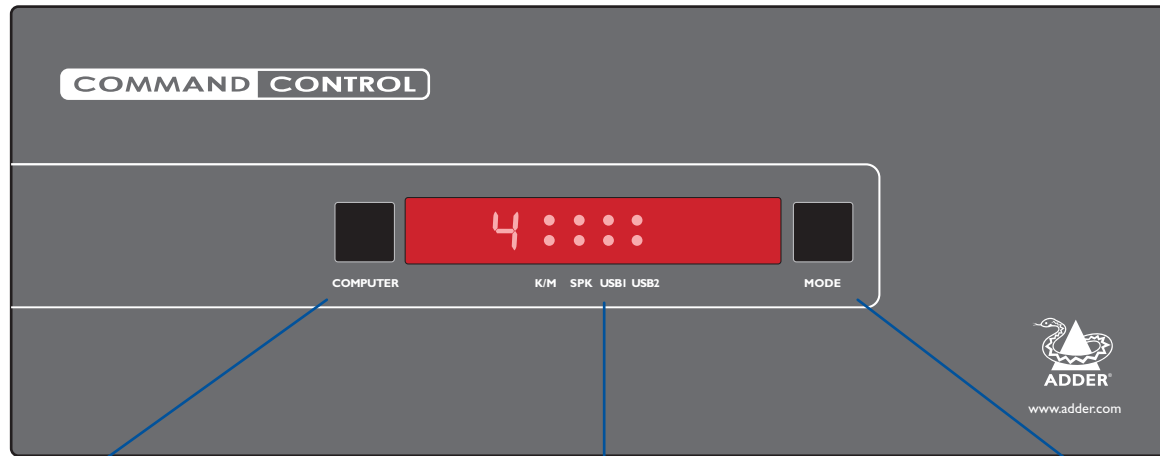 COMMAND CONTROL
4
COMPUTER K/M SPK USB1 USB2 MODE
ADDER®
www.adder.com